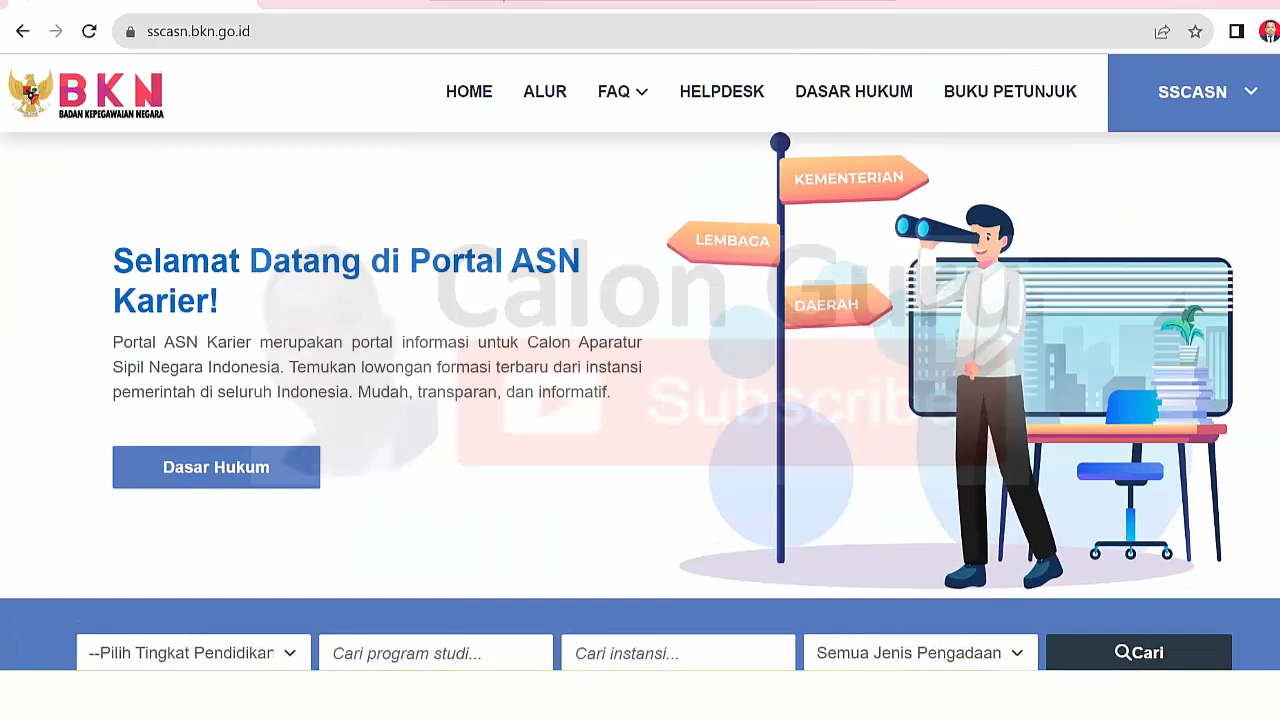 sscasn.bkn.go.id
BKN
BADAN KEPEGAWAIAN NEGARA
HOME
ALUR
FAQ
HELPDESK
DASAR HUKUM
BUKU PETUNJUK
SSCASN
KEMENTERIAN
LEMBAGA
DAERAH
Selamat Datang di Portal ASN
Karier!
Portal ASN Karier merupakan portal informasi untuk Calon Aparatur
Sipil Negara Indonesia. Temukan lowongan formasi terbaru dari instansi
pemerintah di seluruh Indonesia. Mudah, transparan, dan informatif.
Calon Guru
Subscribe
Dasar Hukum
--Pilih Tingkat Pendidikan
Cari program studi...
Cari instansi...
Semua Jenis Pengadaan
Cari